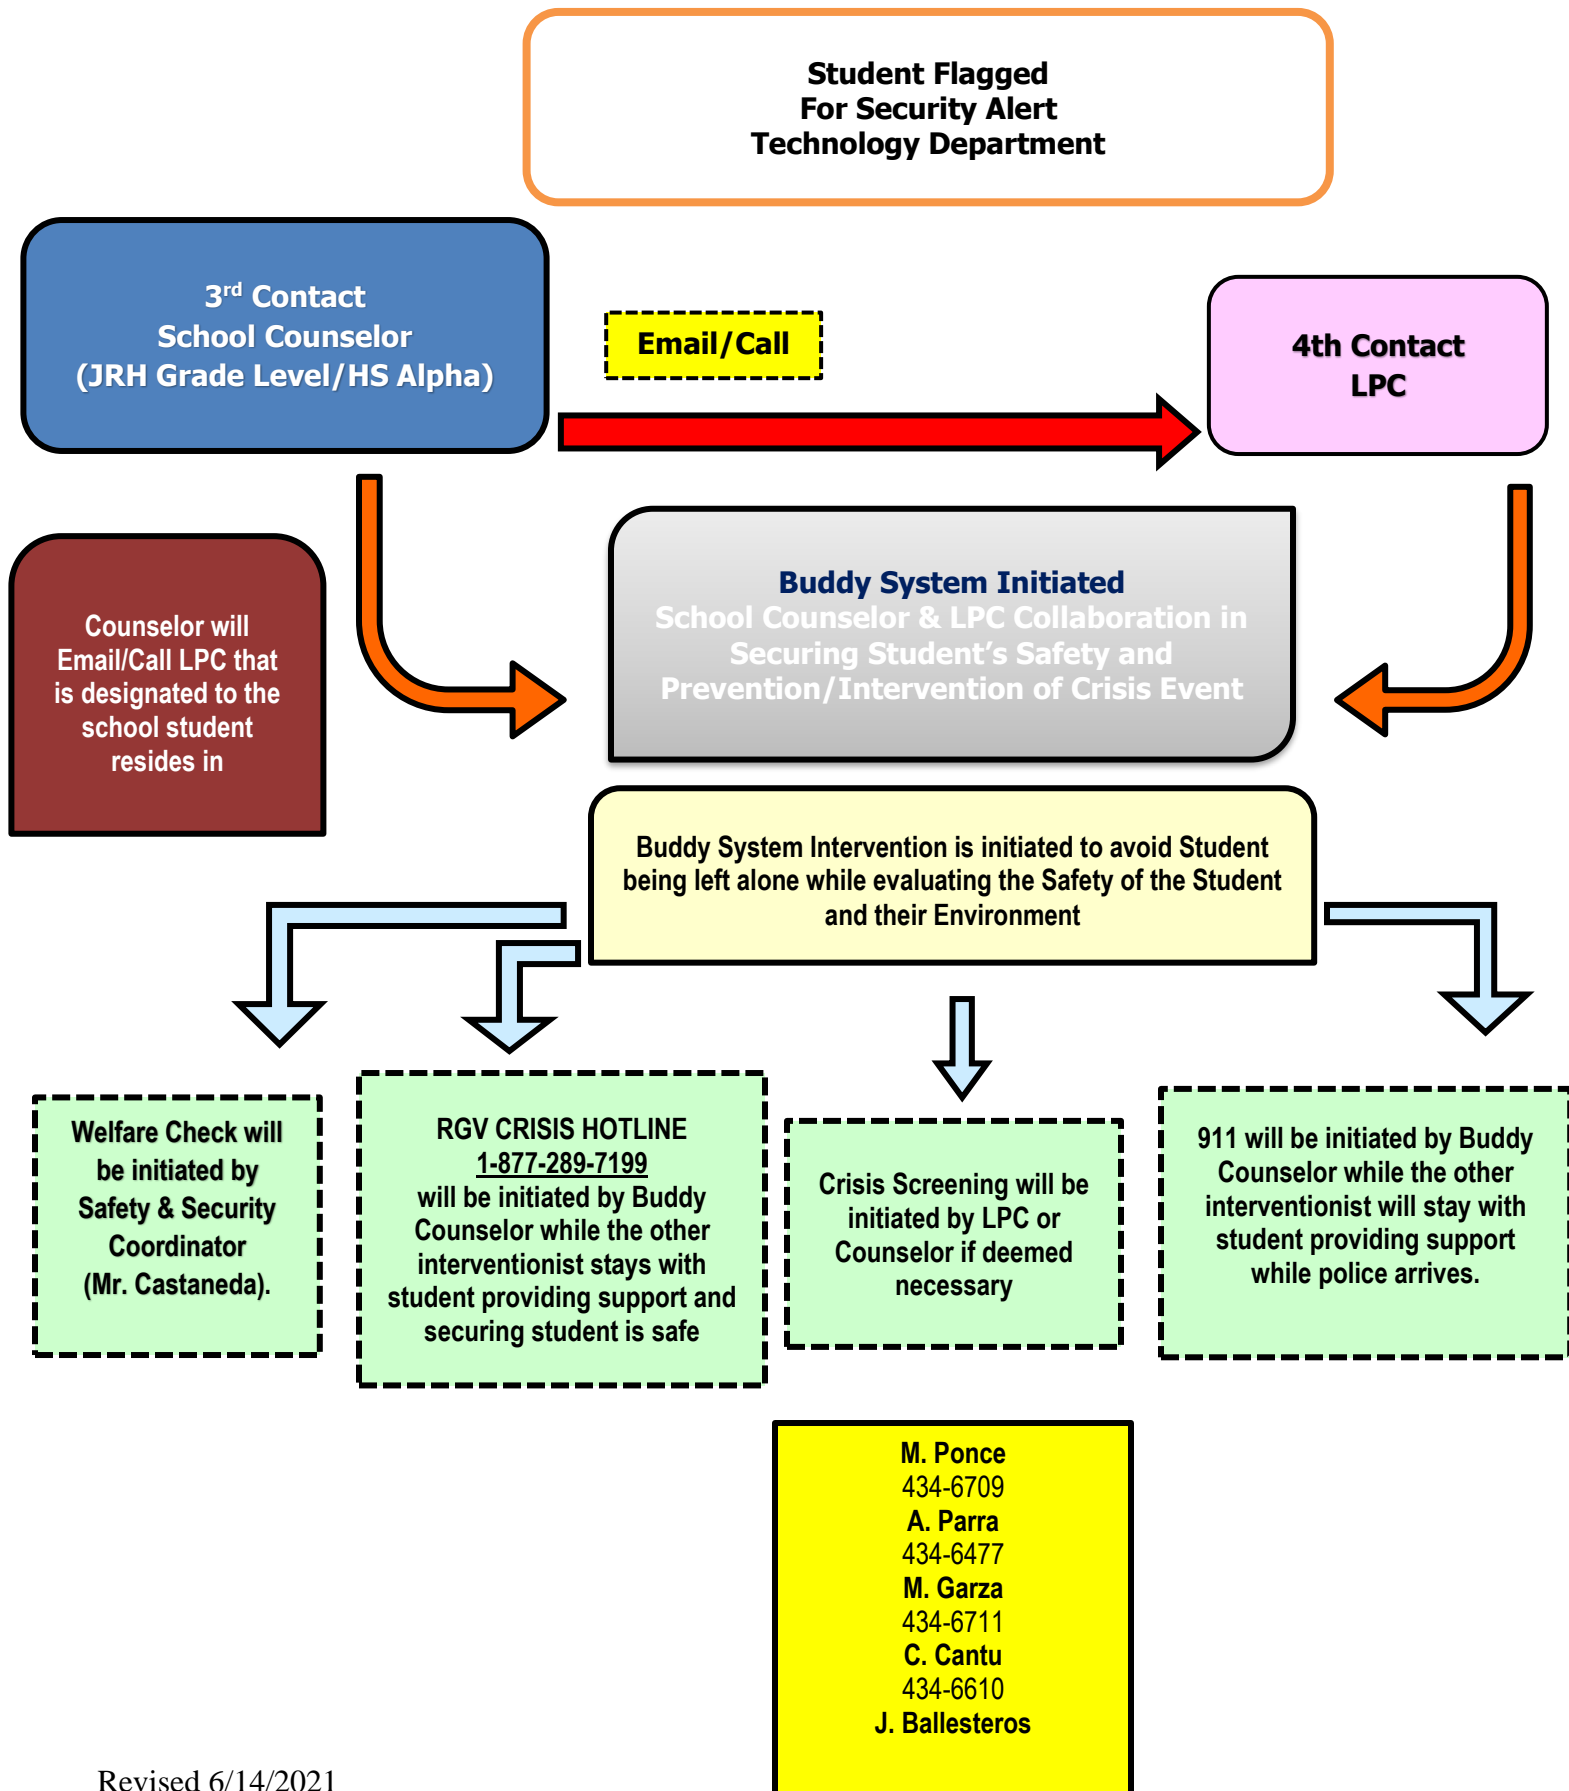 Student Flagged
For Security Alert
Technology Department
3rd Contact
School Counselor
(JRH Grade Level/HS Alpha)
Email/Call
4th Contact
LPC
Counselor will
Email/Call LPC that
is designated to the
school student
resides in
Buddy System Initiated
School Counselor & LPC Collaboration in
Securing Student’s Safety and
Prevention/Intervention of Crisis Event
Buddy System Intervention is initiated to avoid Student
being left alone while evaluating the Safety of the Student
and their Environment
Welfare Check will
be initiated by
Safety & Security
Coordinator
(Mr. Castaneda).
RGV CRISIS HOTLINE
1-877-289-7199
will be initiated by Buddy
Counselor while the other
interventionist stays with
student providing support and
securing student is safe
Crisis Screening will be
initiated by LPC or
Counselor if deemed
necessary
911 will be initiated by Buddy
Counselor while the other
interventionist will stay with
student providing support
while police arrives.
M. Ponce
434-6709
A. Parra
434-6477
M. Garza
434-6711
C. Cantu
434-6610
J. Ballesteros
Revised 6/14/2021